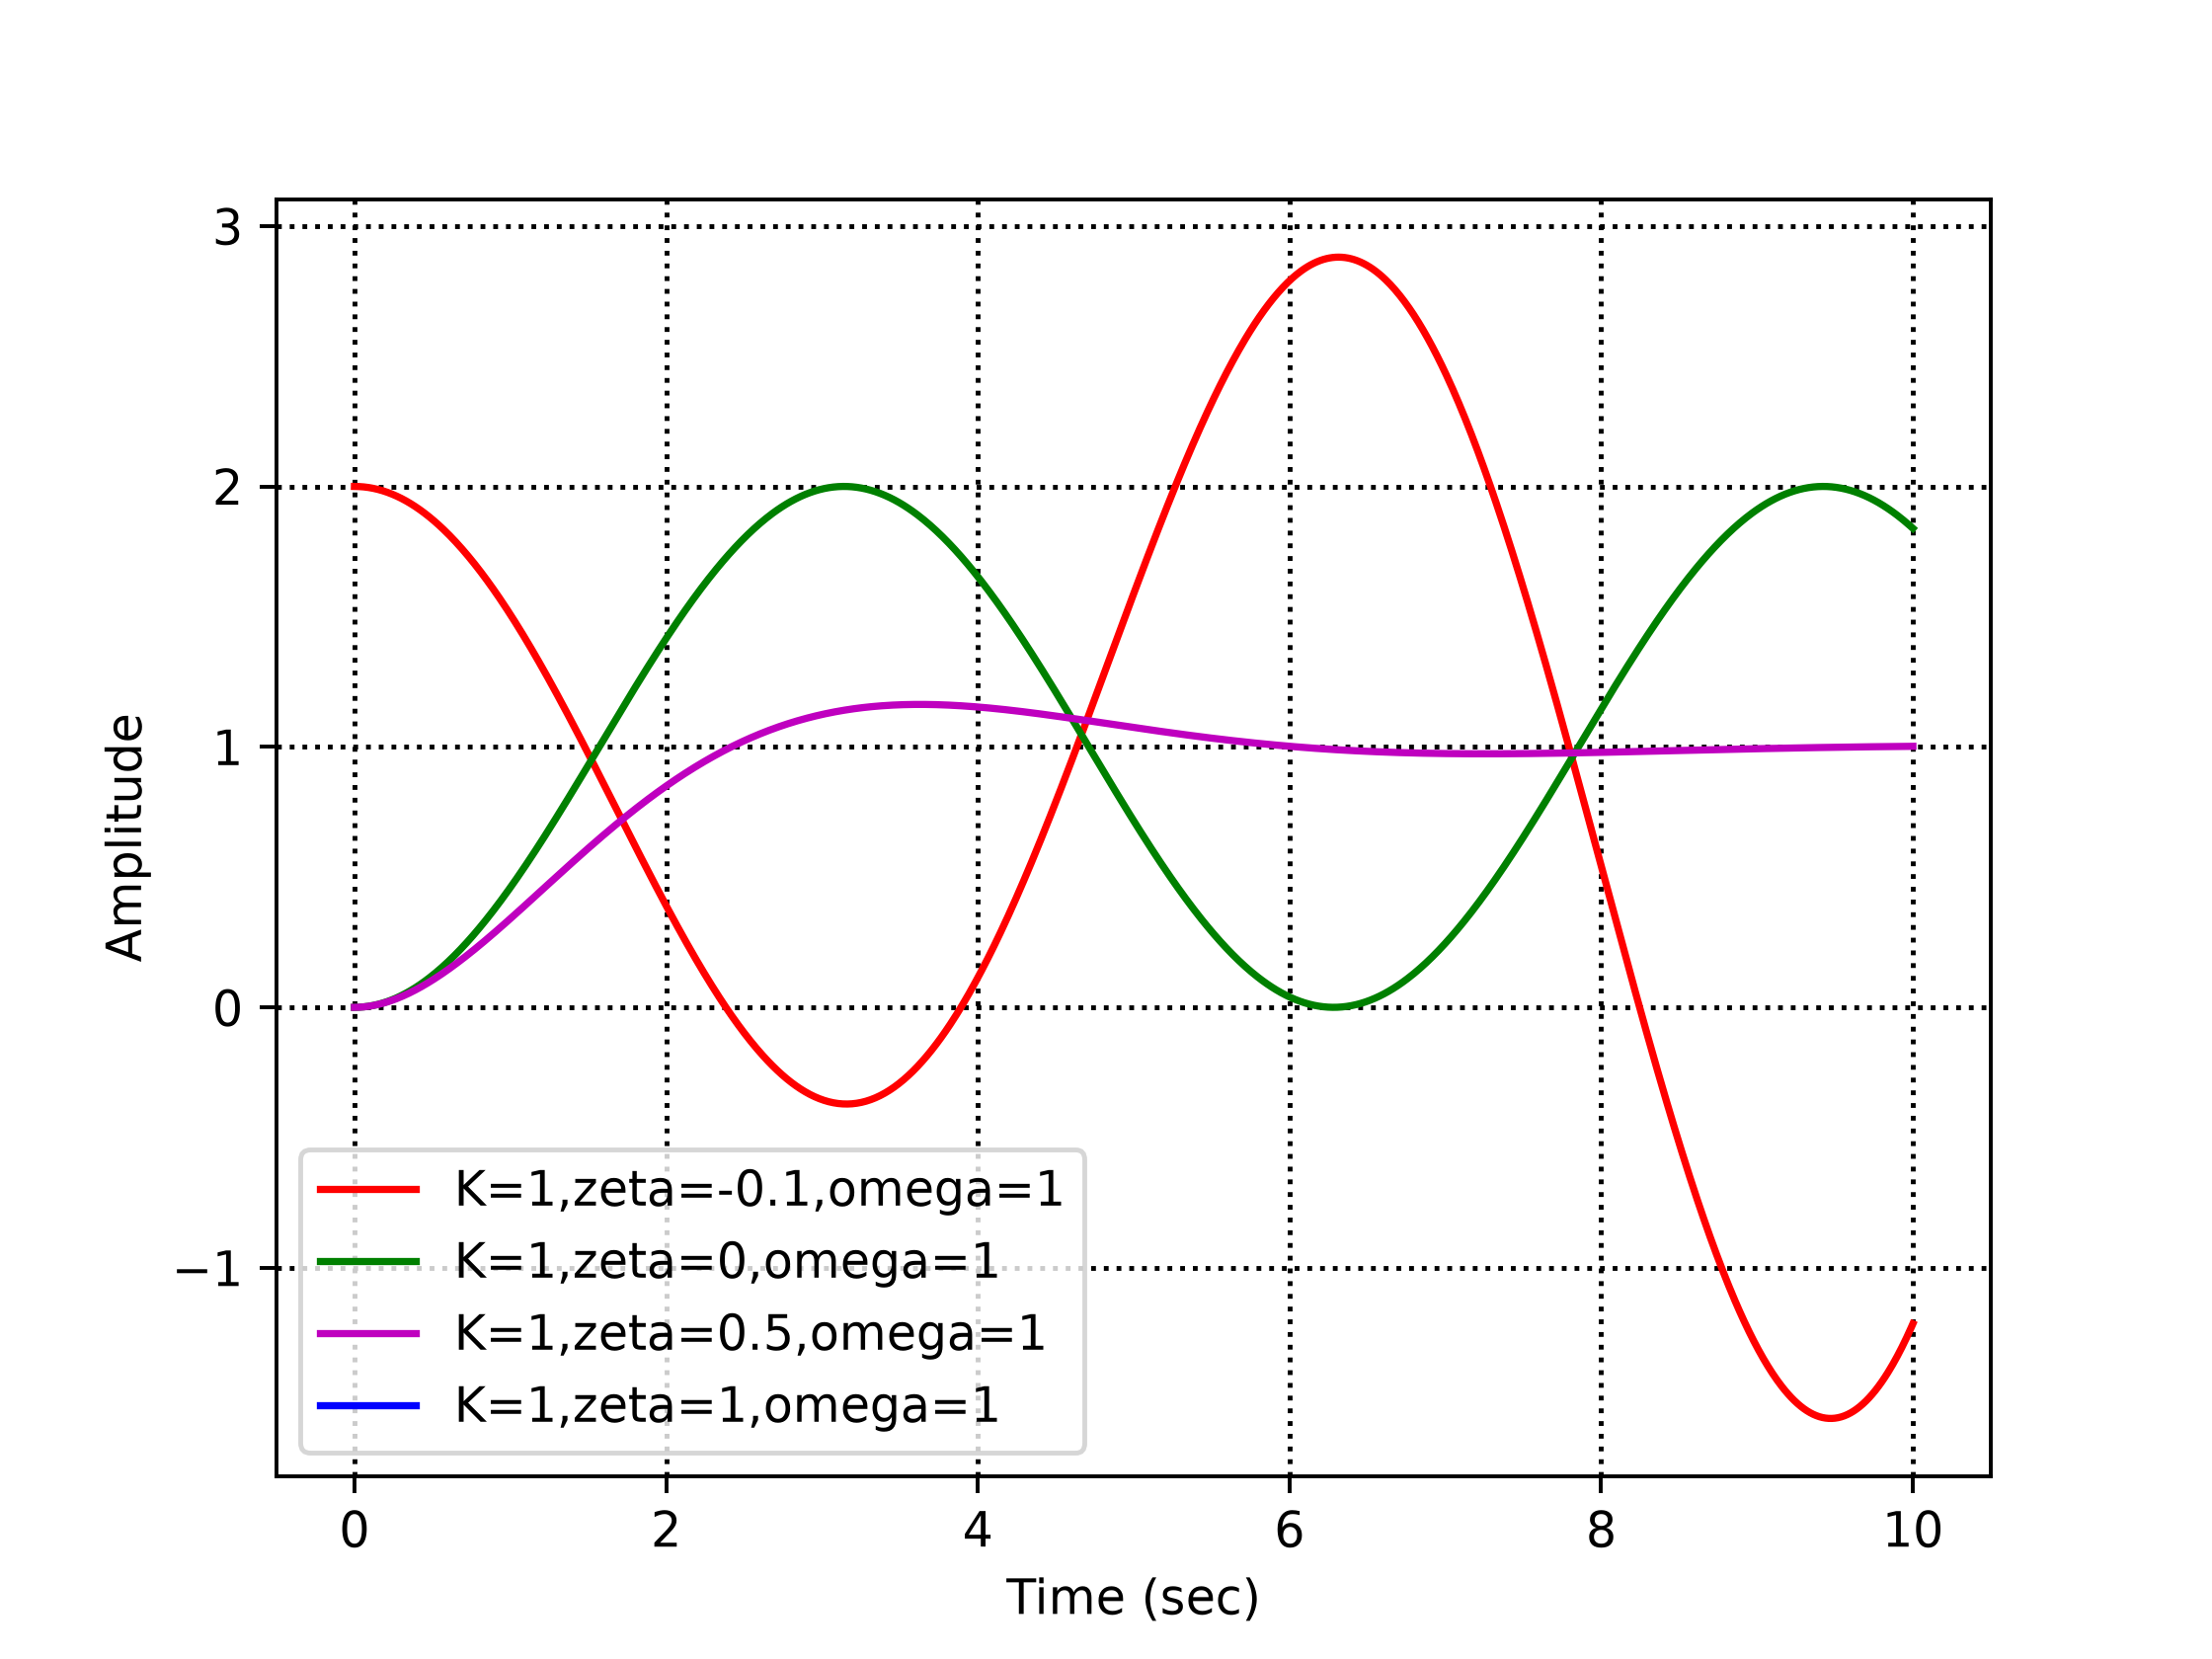 3
2
1
0
−1
Amplitude
K=1,zeta=-0.1,omega=1
K=1,zeta=0,omega=1
K=1,zeta=0.5,omega=1
K=1,zeta=1,omega=1
0 2 4 6 8 10
Time (sec)